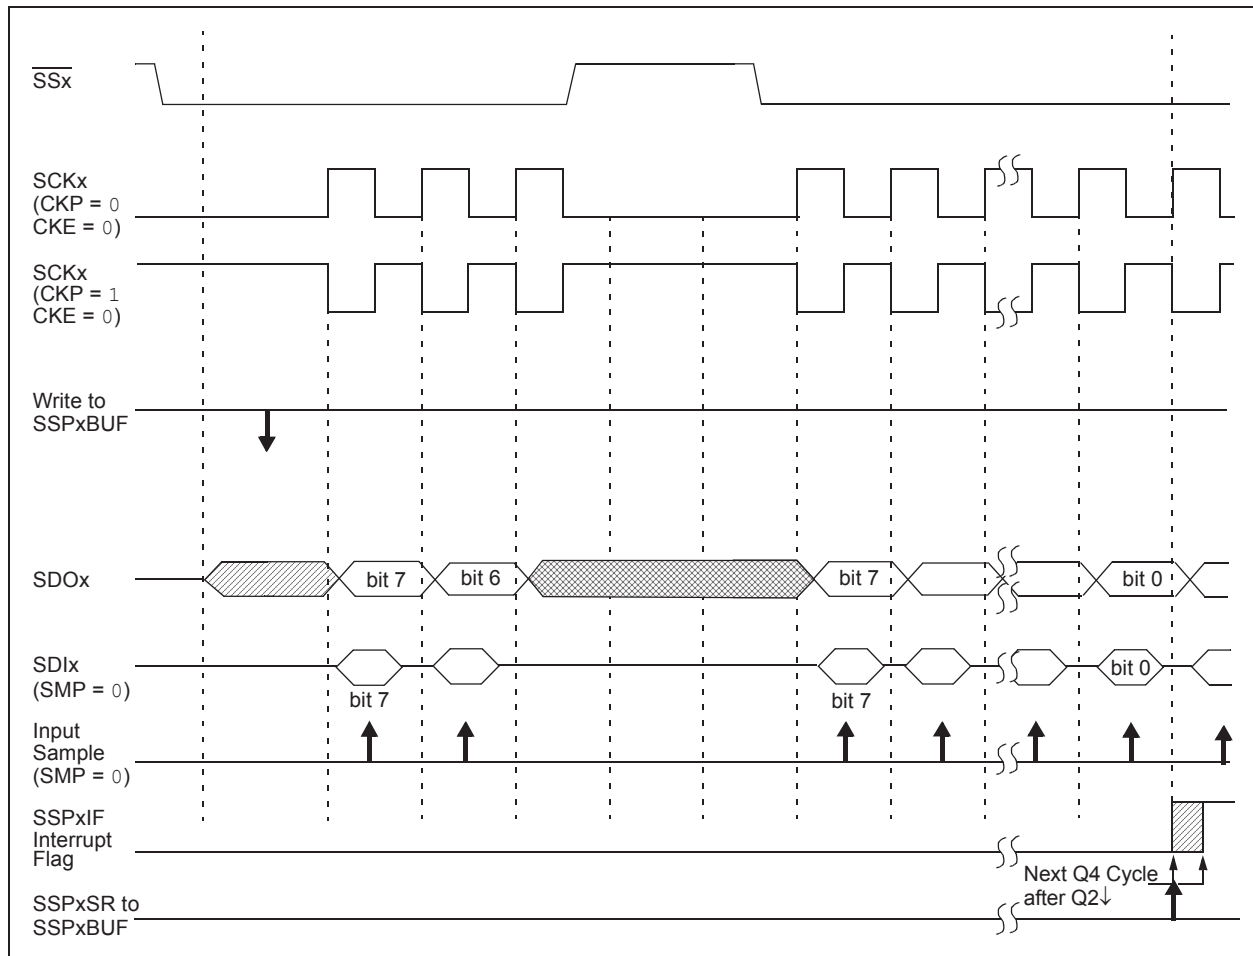 SSx
SCKx
(CKP = 0
CKE = 0)
SCKx
(CKP = 1
CKE = 0)
Write to
SSPxBUF
SDOx
bit 7
bit 6
bit 7
bit 0
SDIx
(SMP = 0)
bit 7
bit 7
bit 0
Input
Sample
(SMP = 0)
SSPxIF
Interrupt
Flag
Next Q4 Cycle
after Q2↓
SSPxSR to
SSPxBUF